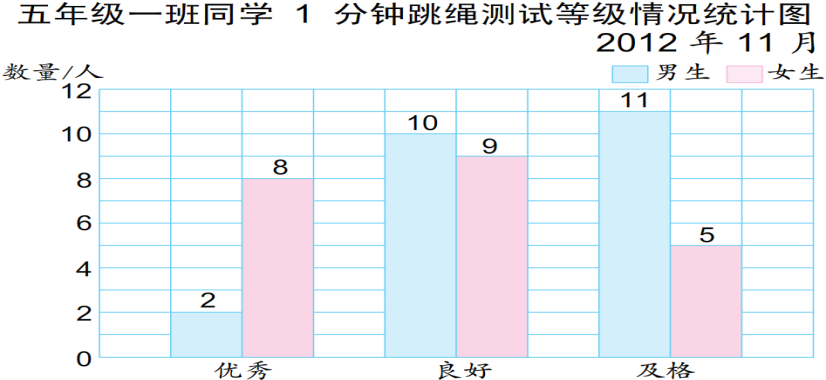 五年级一班同学 1 分钟跳绳测试等级情况统计图
2012 年 11 月
数量/人
男生 女生
12
10
8
6
4
2
0
2
8
10
9
11
5
优秀 良好 及格